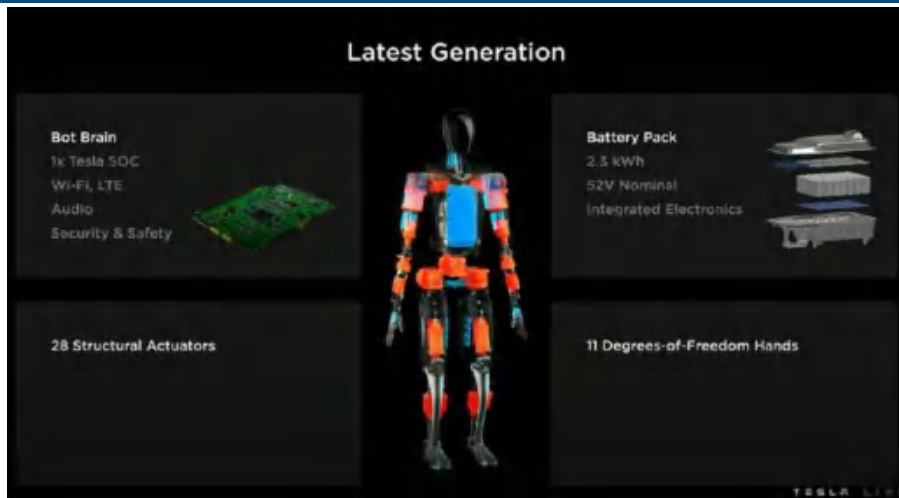 Latest Generation
Bot Brain
1x Tesla SOC
Wi-Fi, LTE
Audio
Security & Safety
Battery Pack
2.3 kWh
52V Nominal
Integrated Electronics
28 Structural Actuators
11 Degrees-of-Freedom Hands
TESLA